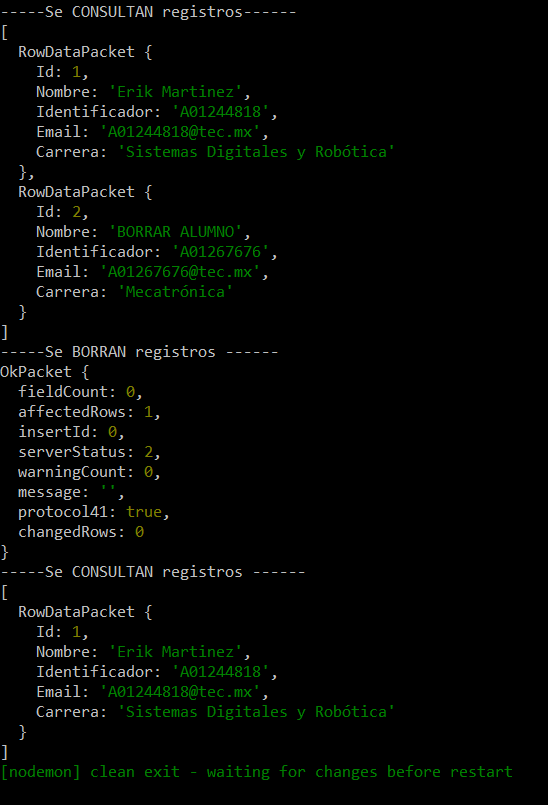 -----Se CONSULTAN registros------
[
  RowDataPacket {
    Id: 1,
    Nombre: 'Erik Martinez',
    Identificador: 'A01244818',
    Email: 'A01244818@tec.mx',
    Carrera: 'Sistemas Digitales y Robótica'
  },
  RowDataPacket {
    Id: 2,
    Nombre: 'BORRAR ALUMNO',
    Identificador: 'A01267676',
    Email: 'A01267676@tec.mx',
    Carrera: 'Mecatrónica'
  }
]
-----Se BORRAN registros ------
OkPacket {
  fieldCount: 0,
  affectedRows: 1,
  insertId: 0,
  serverStatus: 2,
  warningCount: 0,
  message: '',
  protocol41: true,
  changedRows: 0
}
-----Se CONSULTAN registros ------
[
  RowDataPacket {
    Id: 1,
    Nombre: 'Erik Martinez',
    Identificador: 'A01244818',
    Email: 'A01244818@tec.mx',
    Carrera: 'Sistemas Digitales y Robótica'
  }
]
[nodemon] clean exit - waiting for changes before restart